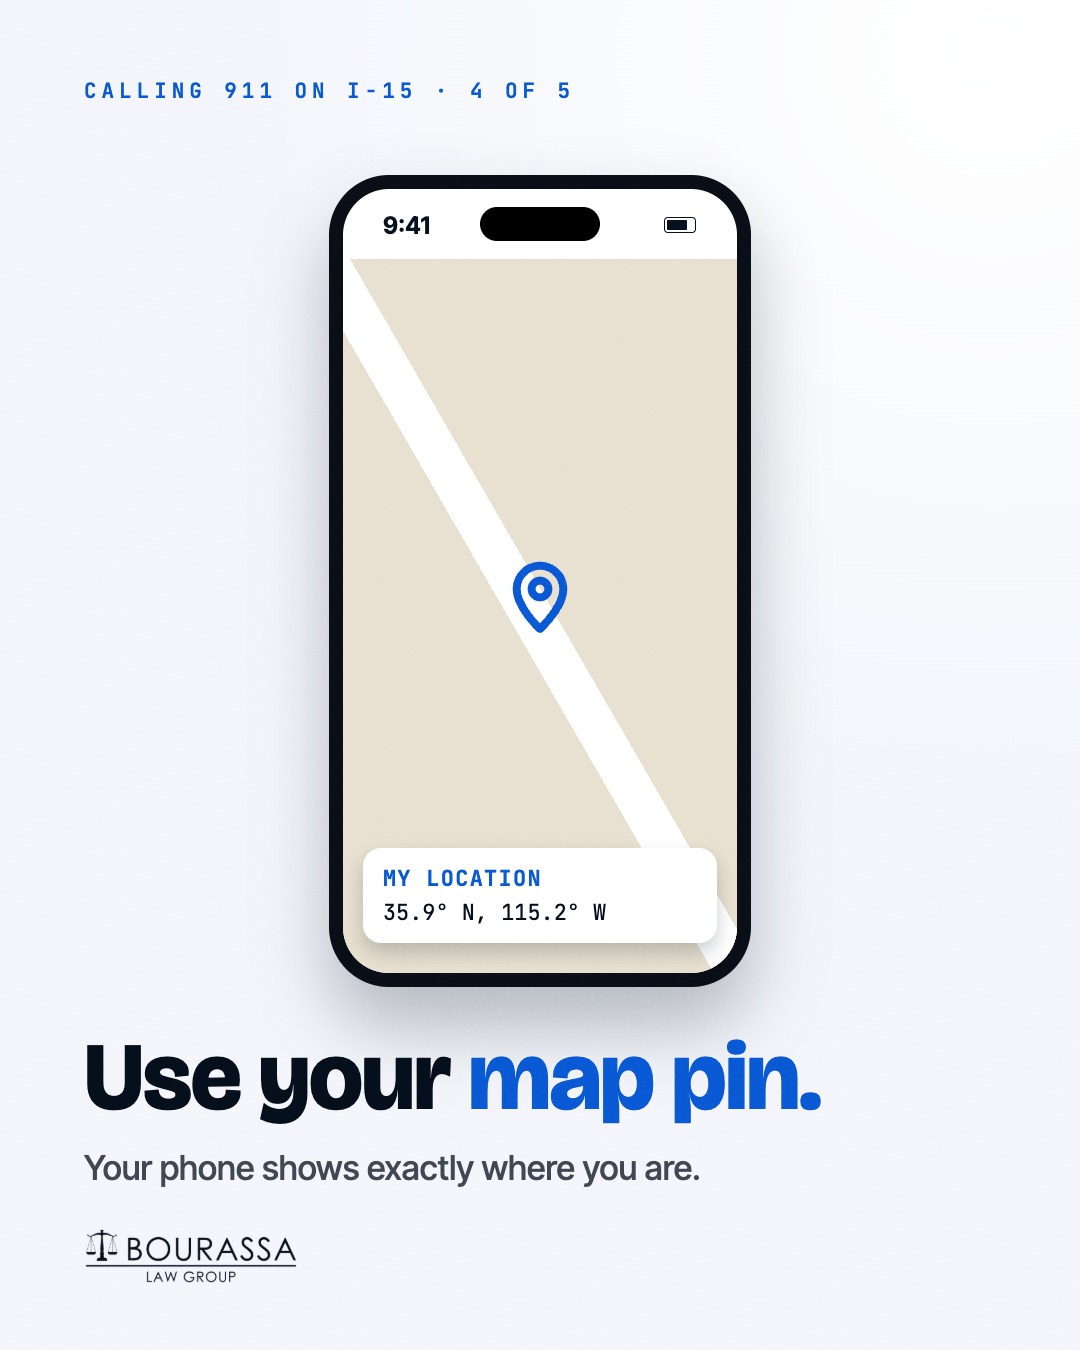 CALLING 911 ON I-15 · 4 OF 5
9:41
MY LOCATION
35.9° N, 115.2° W
Use your map pin.
Your phone shows exactly where you are.
BOURASSA
LAW GROUP